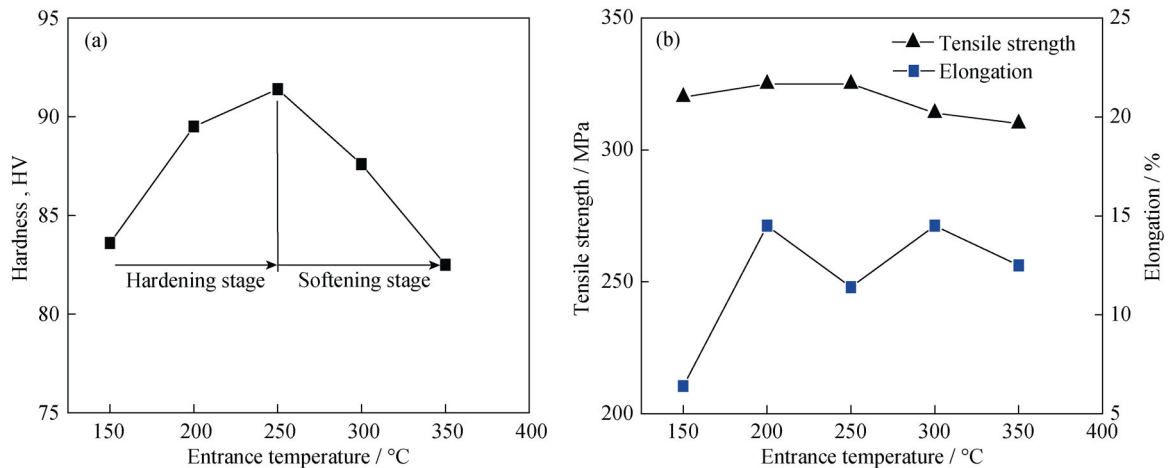 (a)
95
90
85
80
75
Hardness , HV
Hardening stage
Softening stage
150 200 250 300 350 400
Entrance temperature / °C
(b)
Tensile strength
Elongation
350
300
250
200
Tensile strength / MPa
25
20
15
10
5
Elongation / %
150 200 250 300 350 400
Entrance temperature / °C